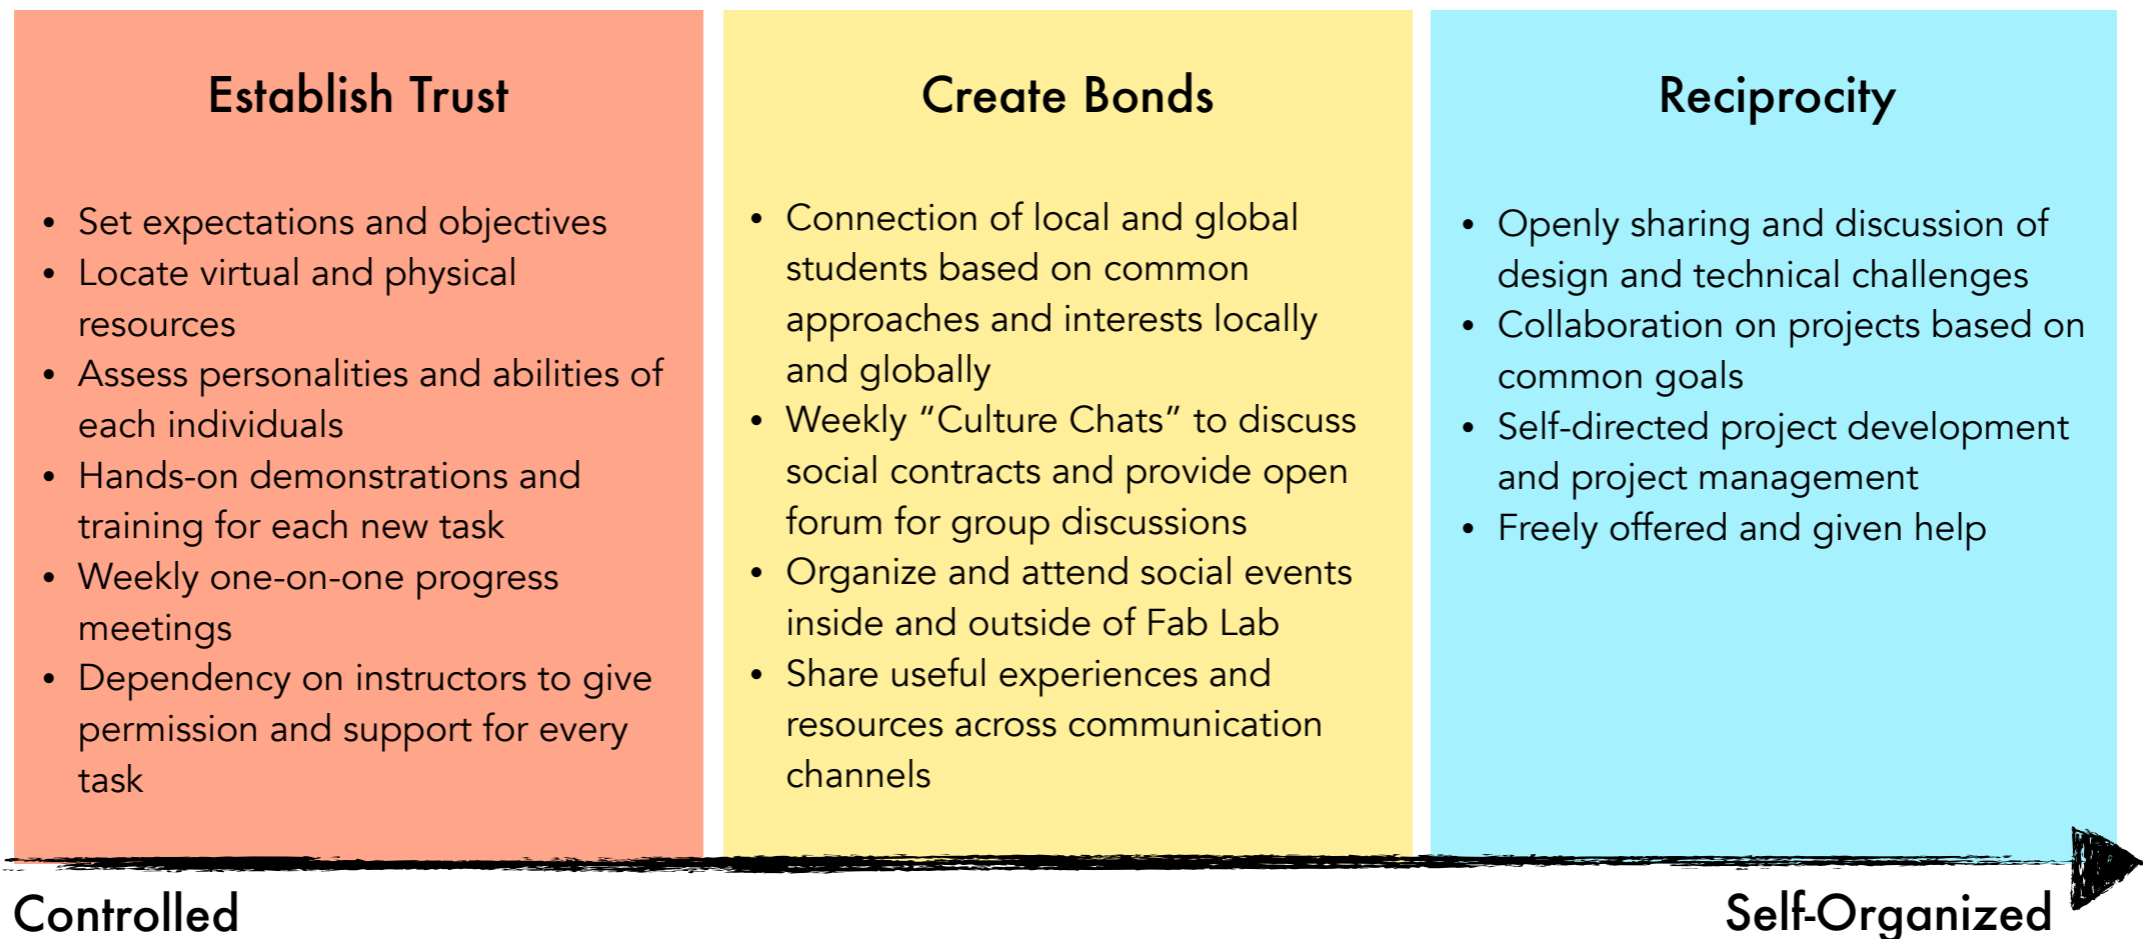 Establish Trust
• Set expectations and objectives
• Locate virtual and physical
resources
• Assess personalities and abilities of
each individuals
• Hands-on demonstrations and
training for each new task
• Weekly one-on-one progress
meetings
• Dependency on instructors to give
permission and support for every
task
Create Bonds
• Connection of local and global
students based on common
approaches and interests locally
and globally
• Weekly “Culture Chats” to discuss
social contracts and provide open
forum for group discussions
• Organize and attend social events
inside and outside of Fab Lab
• Share useful experiences and
resources across communication
channels
Reciprocity
• Openly sharing and discussion of
design and technical challenges
• Collaboration on projects based on
common goals
• Self-directed project development
and project management
• Freely offered and given help
Controlled
Self-Organized